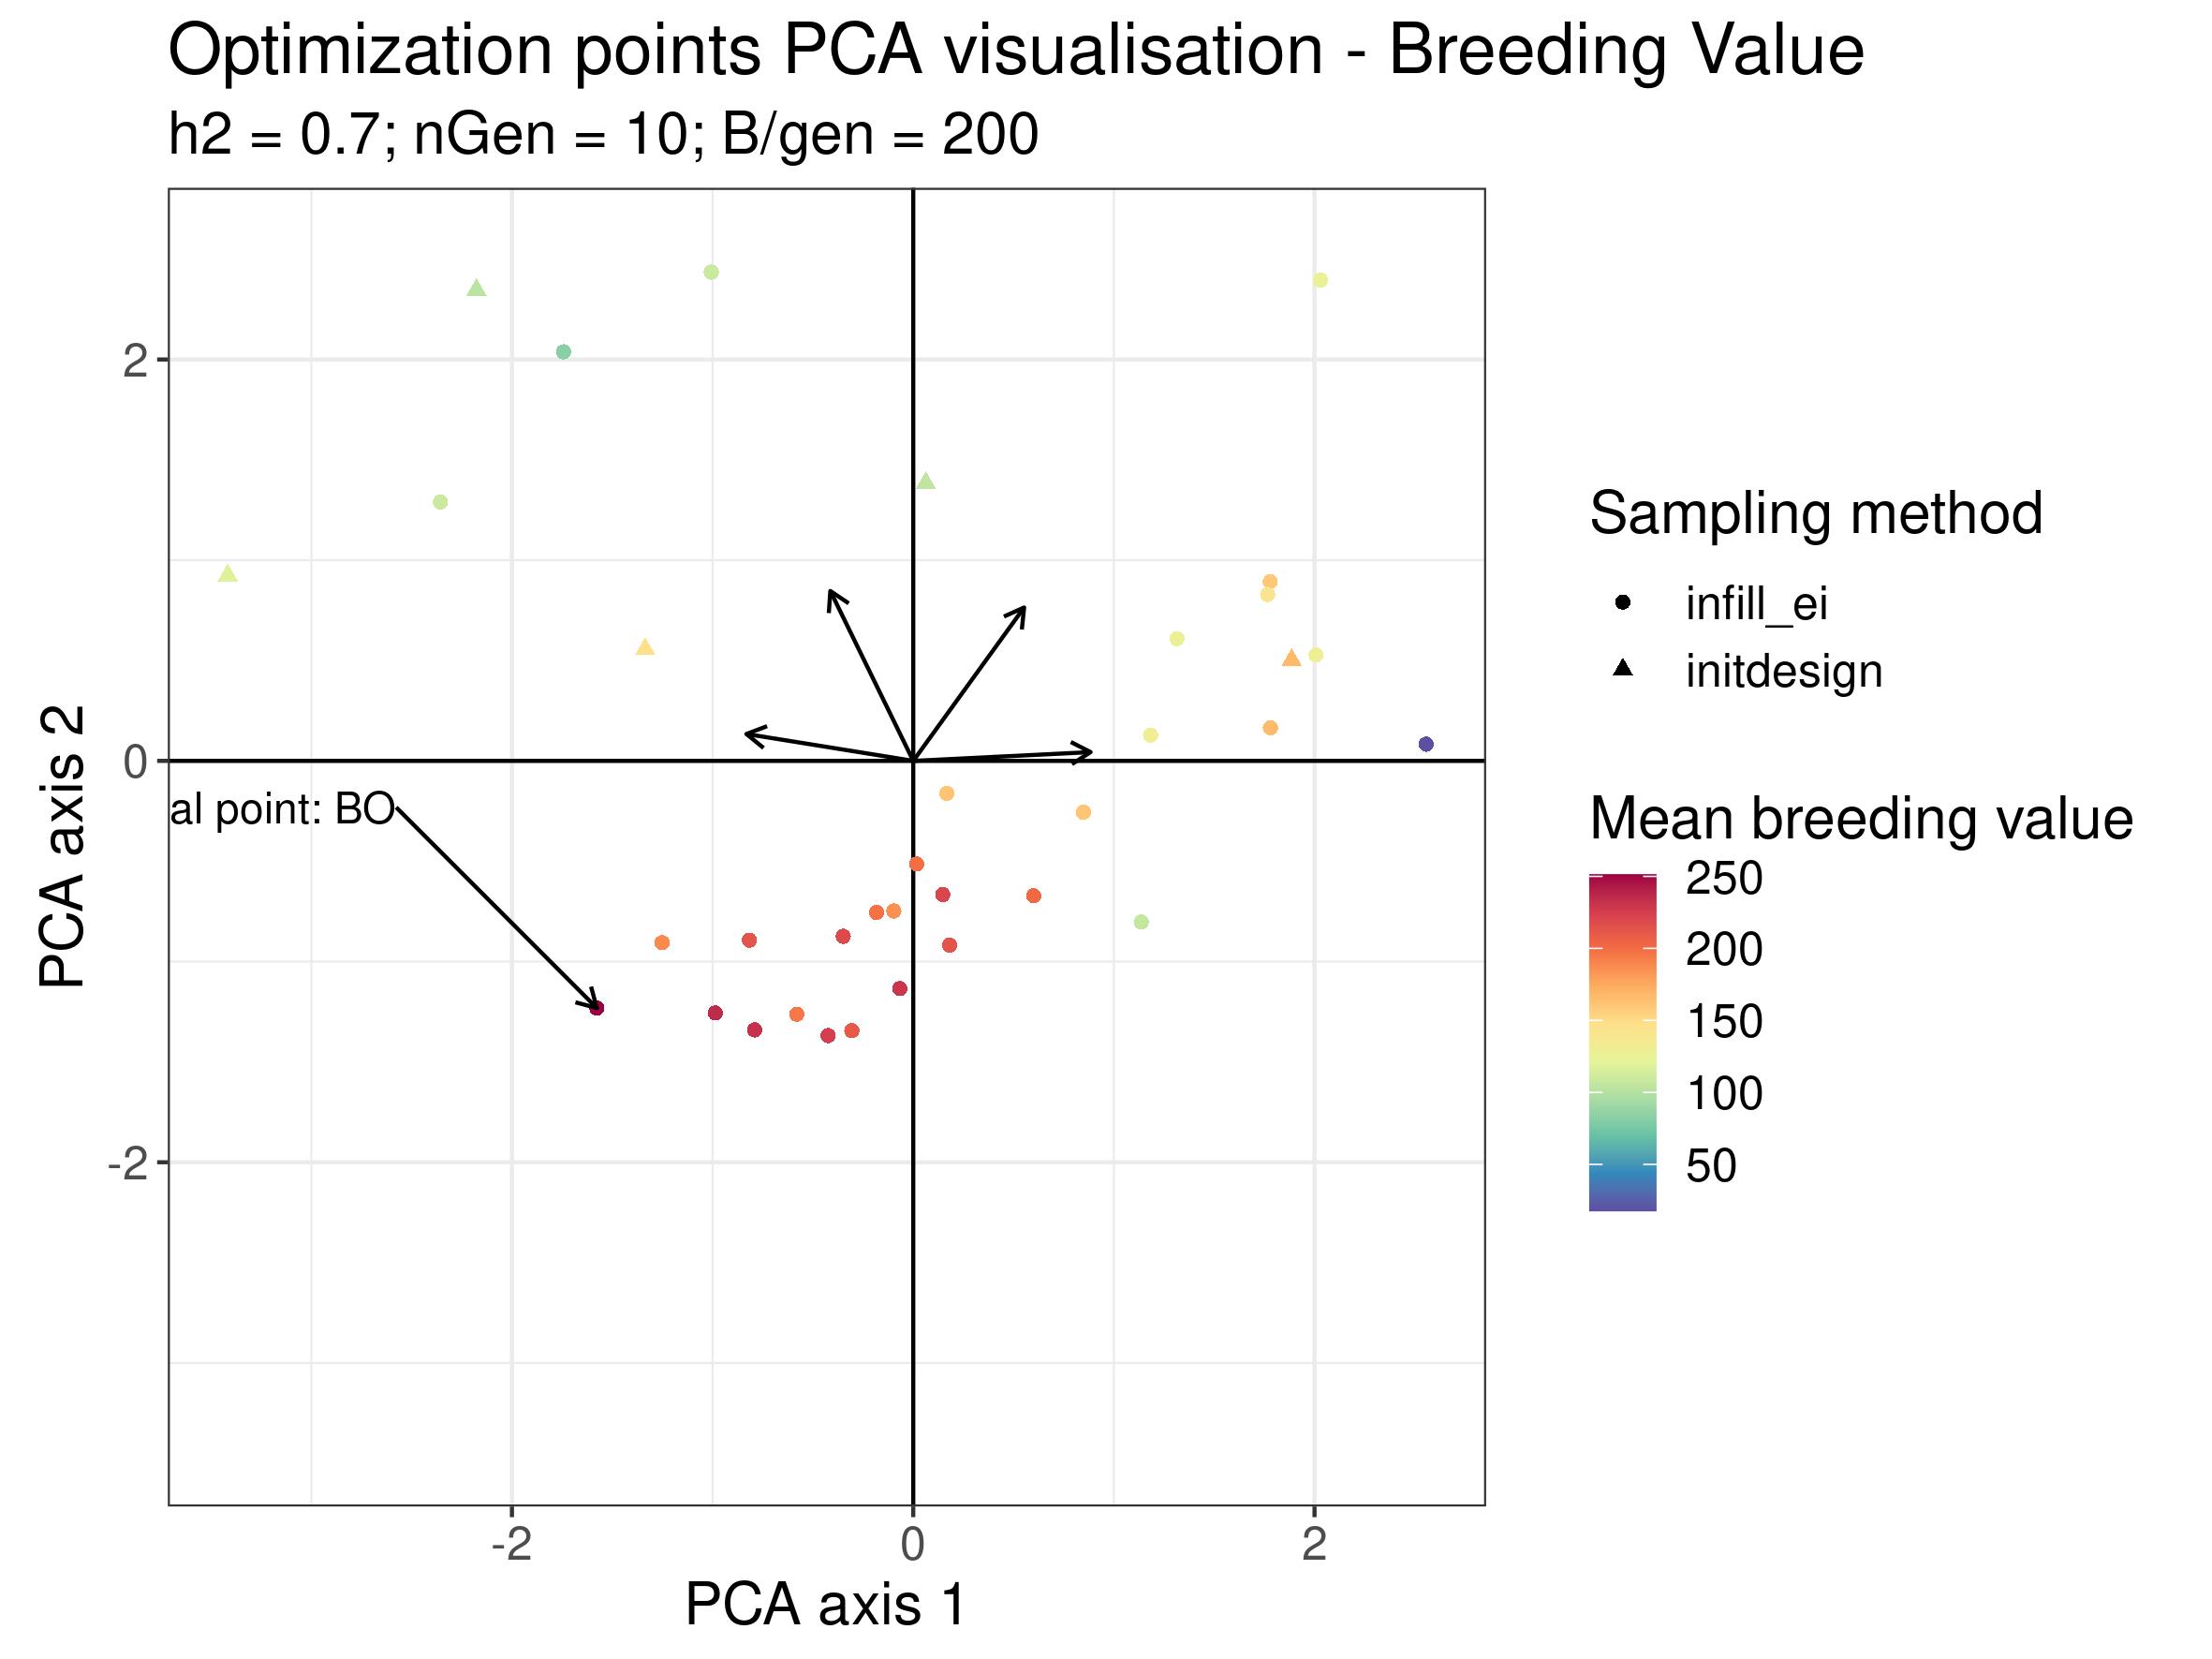 Optimization points PCA visualisation - Breeding Value
h2 = 0.7; nGen = 10; B/gen = 200
PCA axis 2
2
0
-2
al point: BO
-2
0
2
PCA axis 1
Sampling method
infill_ei
initdesign
Mean breeding value
250
200
150
100
50